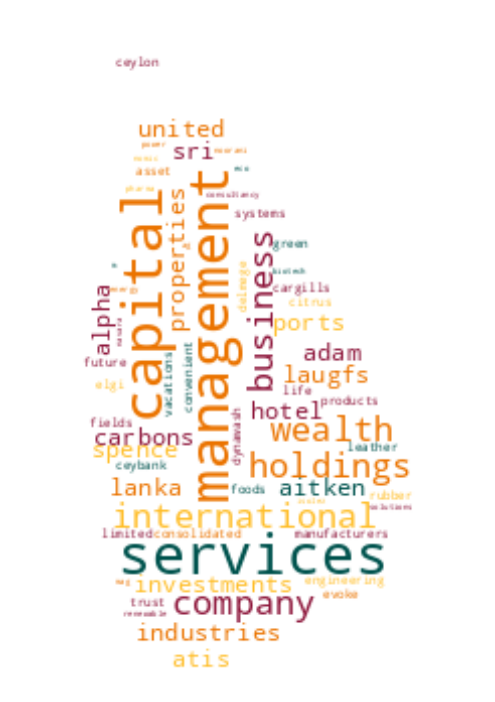 ceylon
united
power
sri
asset
pharma
consultancy
capital
management
properties
systems
business
green
biotech
energy
delmege
cargills
citrus
alpha
nasara
ports
convenient
vacations
adam
future
laugfs
elgi
life
products
hotel
dynawash
fields
wealth
carbons
spence
leather
ceybank
holdings
lanka
foods
aitken
rubber
solutions
international
limited
consolidated
manufacturers
services
investments
engineering
evoke
trust
company
renewable
industries
atis